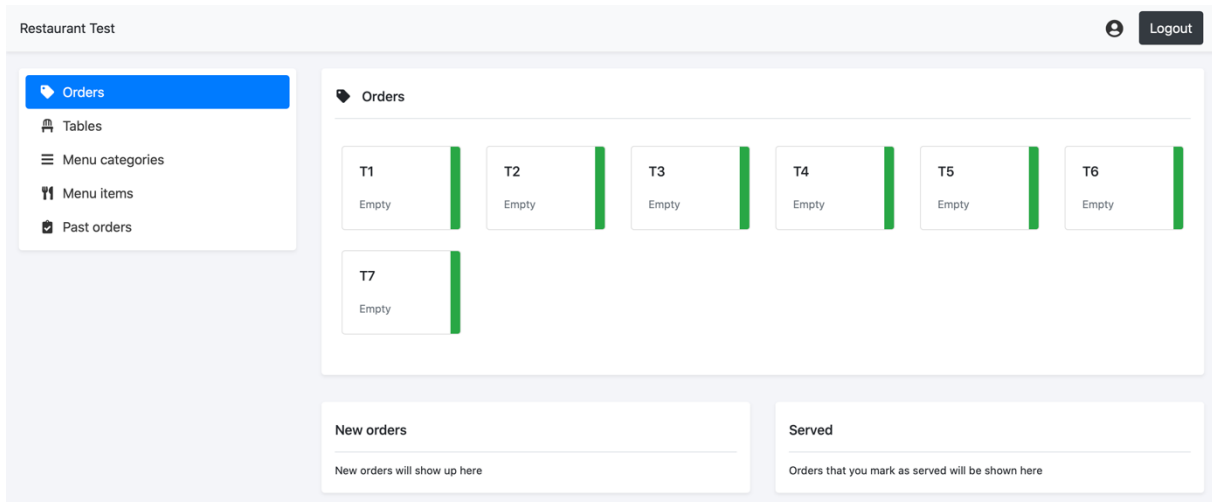 Restaurant Test
Logout
Orders
Tables
Menu categories
Menu items
Past orders
Orders
T1
Empty
T2
Empty
T3
Empty
T4
Empty
T5
Empty
T6
Empty
T7
Empty
New orders
New orders will show up here
Served
Orders that you mark as served will be shown here